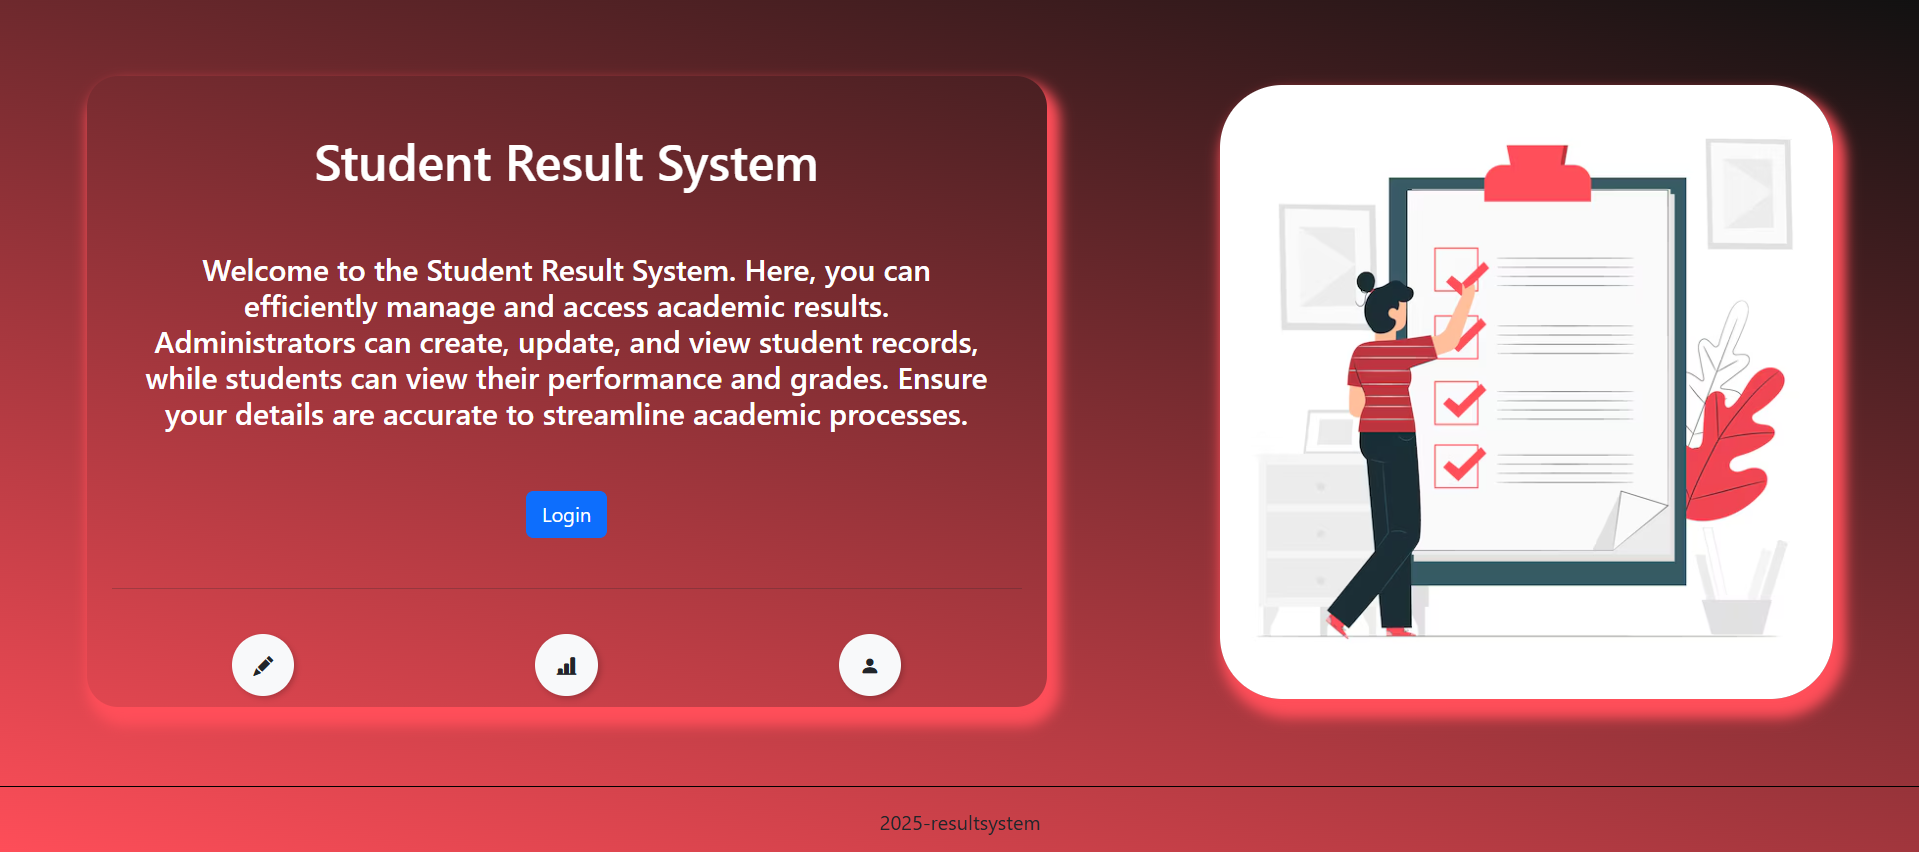 Student Result System
Welcome to the Student Result System. Here, you can
efficiently manage and access academic results.
Administrators can create, update, and view student records,
while students can view their performance and grades. Ensure
your details are accurate to streamline academic processes.
Login
2025-resultsystem